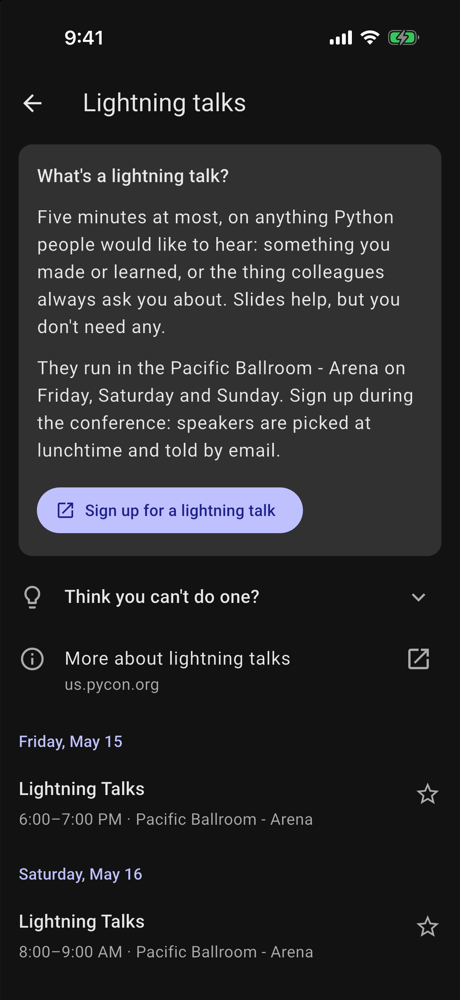 9:41
Lightning talks
What's a lightning talk?
Five minutes at most, on anything Python
people would like to hear: something you
made or learned, or the thing colleagues
always ask you about. Slides help, but you
don't need any.
They run in the Pacific Ballroom - Arena on
Friday, Saturday and Sunday. Sign up during
the conference: speakers are picked at
lunchtime and told by email.
Sign up for a lightning talk
Think you can't do one?
More about lightning talks
us.pycon.org
Friday, May 15
Lightning Talks
6:00–7:00 PM · Pacific Ballroom - Arena
Saturday, May 16
Lightning Talks
8:00–9:00 AM · Pacific Ballroom - Arena